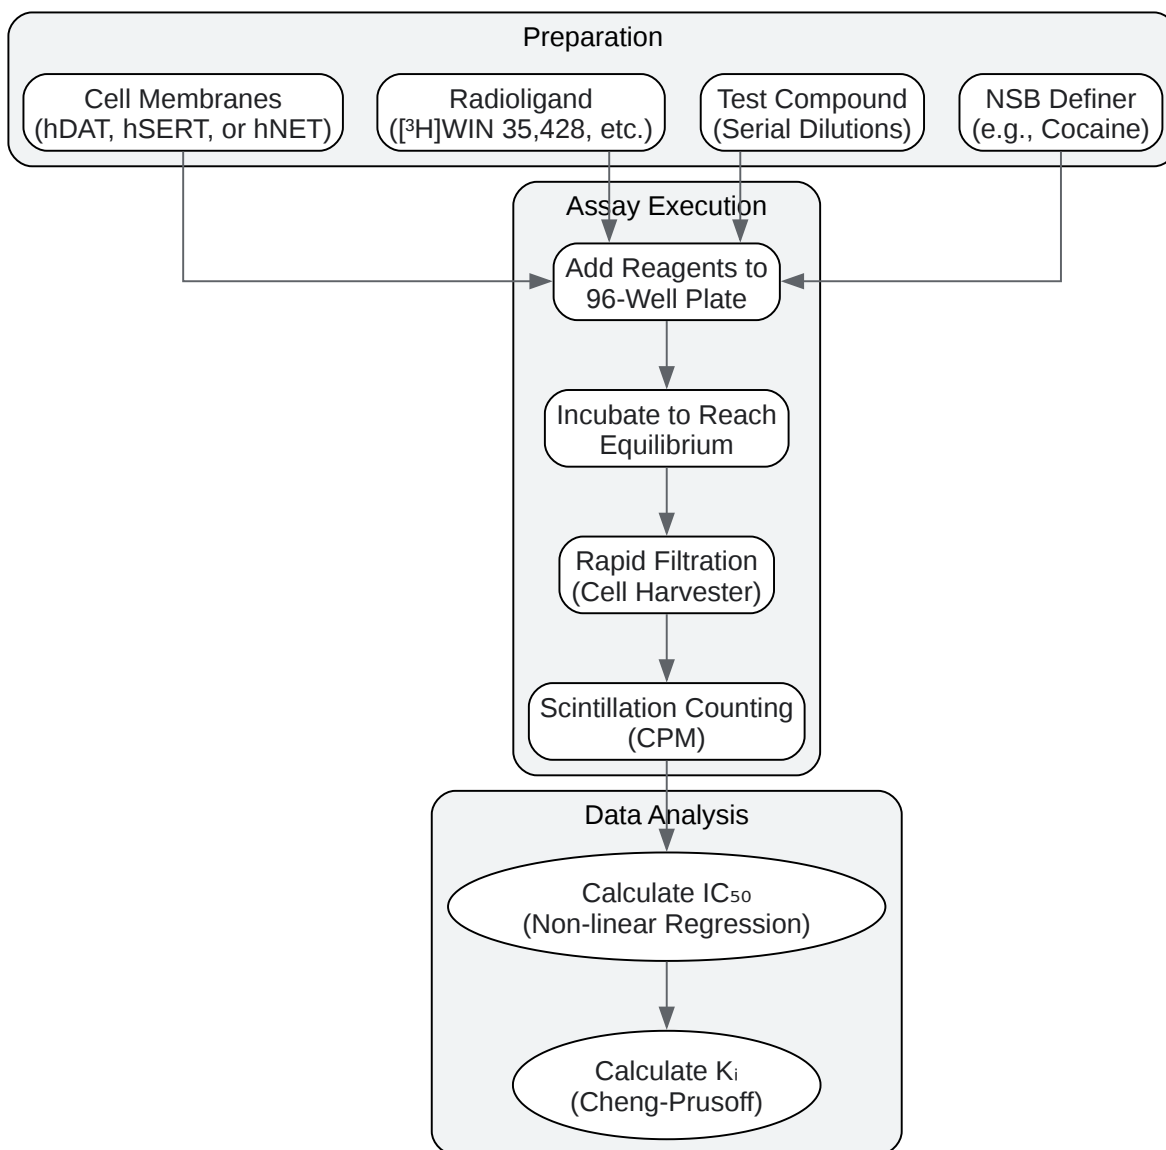 Preparation
Cell Membranes
(hDAT, hSERT, or hNET)
Radioligand
([³H]WIN 35,428, etc.)
Test Compound
(Serial Dilutions)
NSB Definer
(e.g., Cocaine)
Assay Execution
Add Reagents to
96-Well Plate
Incubate to Reach
Equilibrium
Rapid Filtration
(Cell Harvester)
Scintillation Counting
(CPM)
Data Analysis
Calculate IC₅₀
(Non-linear Regression)
Calculate Kᵢ
(Cheng-Prusoff)